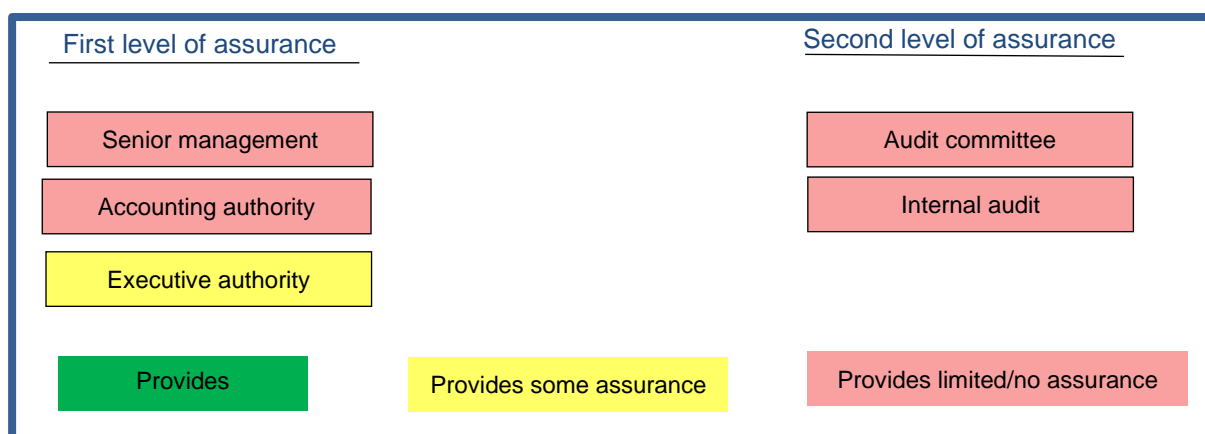 First level of assurance
Second level of assurance
Senior management
Audit committee
Accounting authority
Internal audit
Executive authority
Provides
Provides some assurance
Provides limited/no assurance